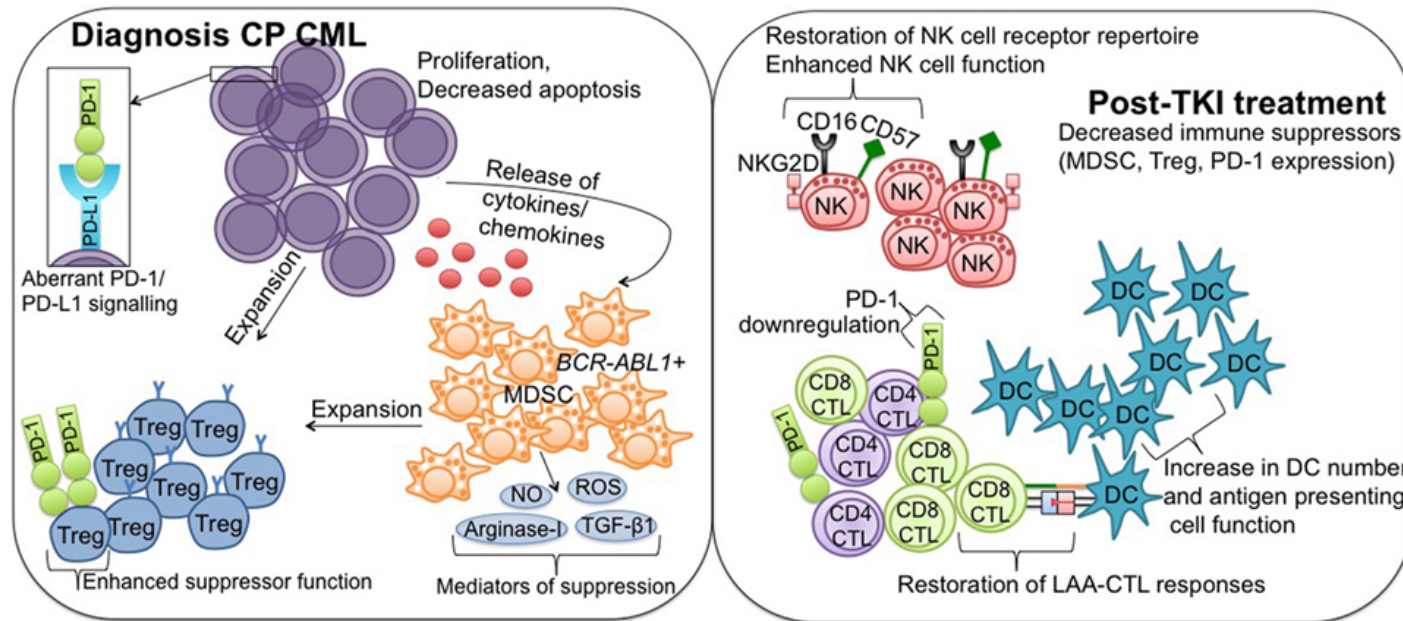 Diagnosis CP CML
PD-1
PD-L1
Aberrant PD-1/
PD-L1 signalling
Proliferation,
Decreased apoptosis
Release of
cytokines/
chemokines
Expansion
BCR-ABL1+
MDSC
Expansion
PD-1
PD-1
Treg
Treg
Treg
Treg
Treg
Treg
Treg
Treg
Enhanced suppressor function
NO
ROS
Arginase-I
TGF-β1
Mediators of suppression
Restoration of NK cell receptor repertoire
Enhanced NK cell function
Post-TKI treatment
Decreased immune suppressors
(MDSC, Treg, PD-1 expression)
CD16
CD57
NKG2D
NK
NK
NK
NK
NK
PD-1
downregulation
PD-1
PD-1
CD8
CTL
CD4
CTL
CD4
CTL
CD8
CTL
CD4
CTL
CD8
CTL
CD8
CTL
DC
DC
DC
DC
DC
DC
DC
DC
Increase in DC number
and antigen presenting
cell function
Restoration of LAA-CTL responses